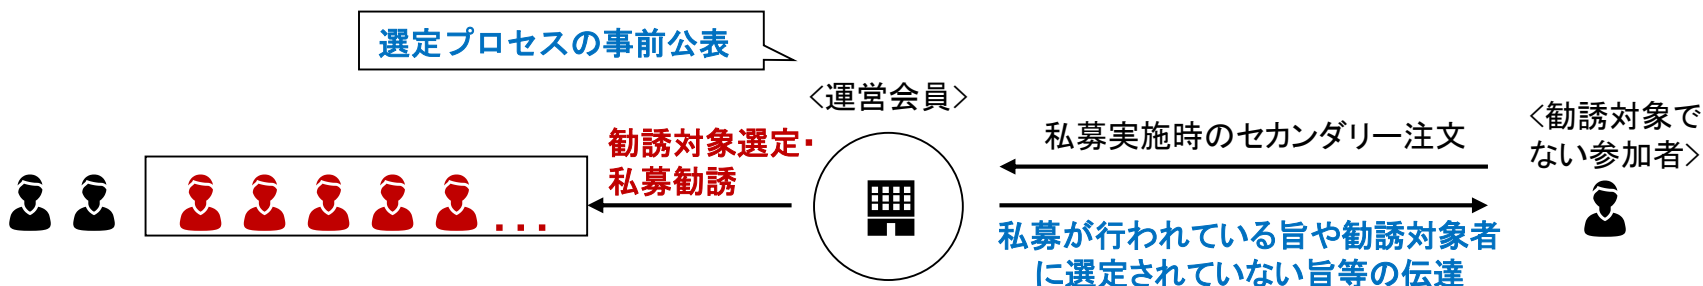 選定プロセスの事前公表
<運営会員>
勧誘対象選定・
私募勧誘
...
私募実施時のセカンダリー注文
<勧誘対象で
ない参加者>
私募が行われている旨や勧誘対象者
に選定されていない旨等の伝達